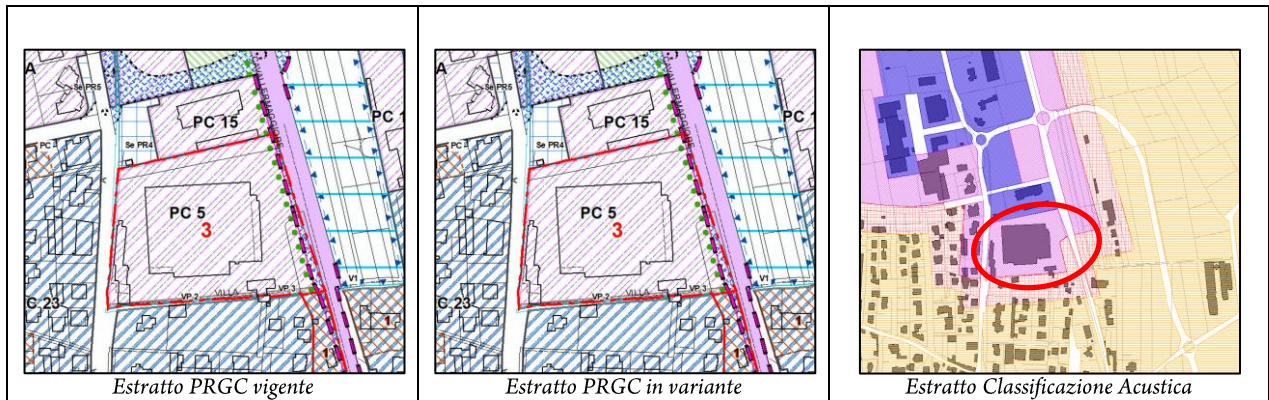 A
Se PR5
CAVALLERMAGGIORE
PC 15
PC 1
Se PR4
PC
PC 5
3
C.23
VP 2
VILLA
VP 3
V1
1
1
Estratto PRGC vigente
A
Se PR5
CAVALLERMAGGIORE
PC 15
PC 1
Se PR4
PC
PC 5
3
C.23
VP 2
VILLA
VP 3
V1
1
1
Estratto PRGC in variante
Estratto Classificazione Acustica